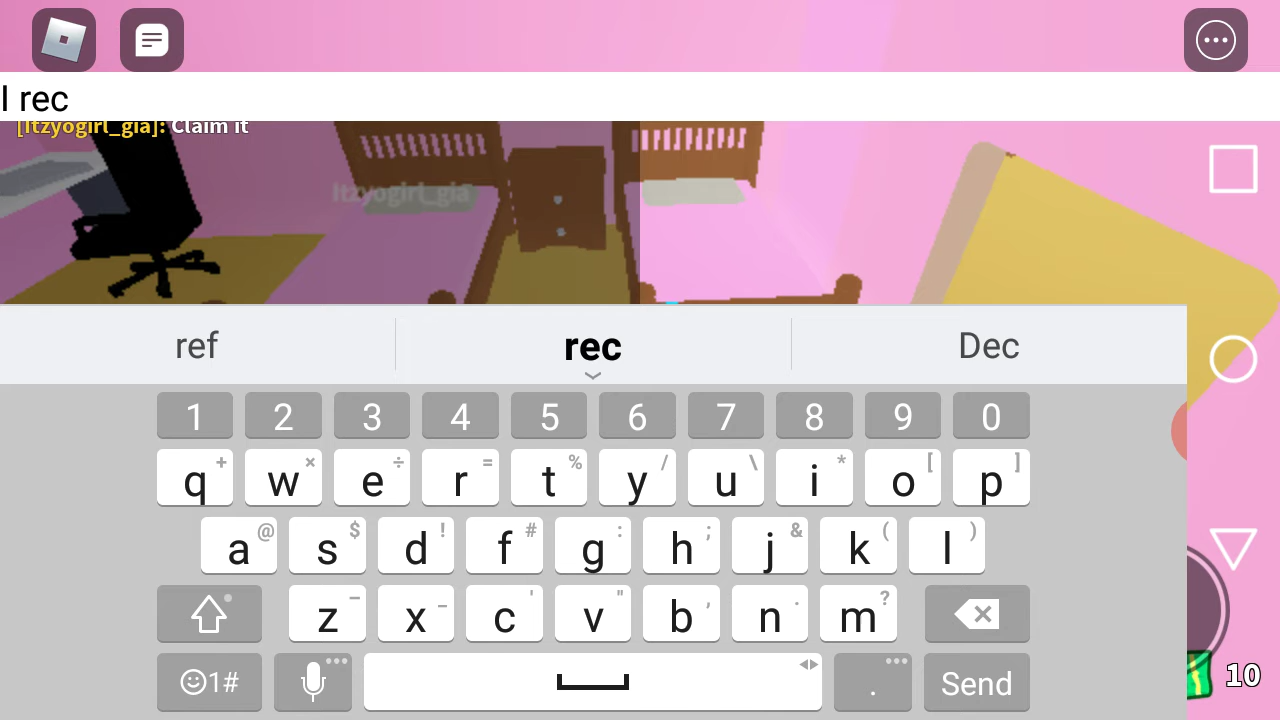 I rec
[Itzyogirl_gia]: Claim it
Itzyogirl_gia
ref rec Dec
1 2 3 4 5 6 7 8 9 0
q + w × e ÷ r = t % y / u \ i * o [ p ]
a @ s $ d ! f # g : h ; j & k ( l )
z – x _ c ' v " b , n . m ?
1# . Send
10